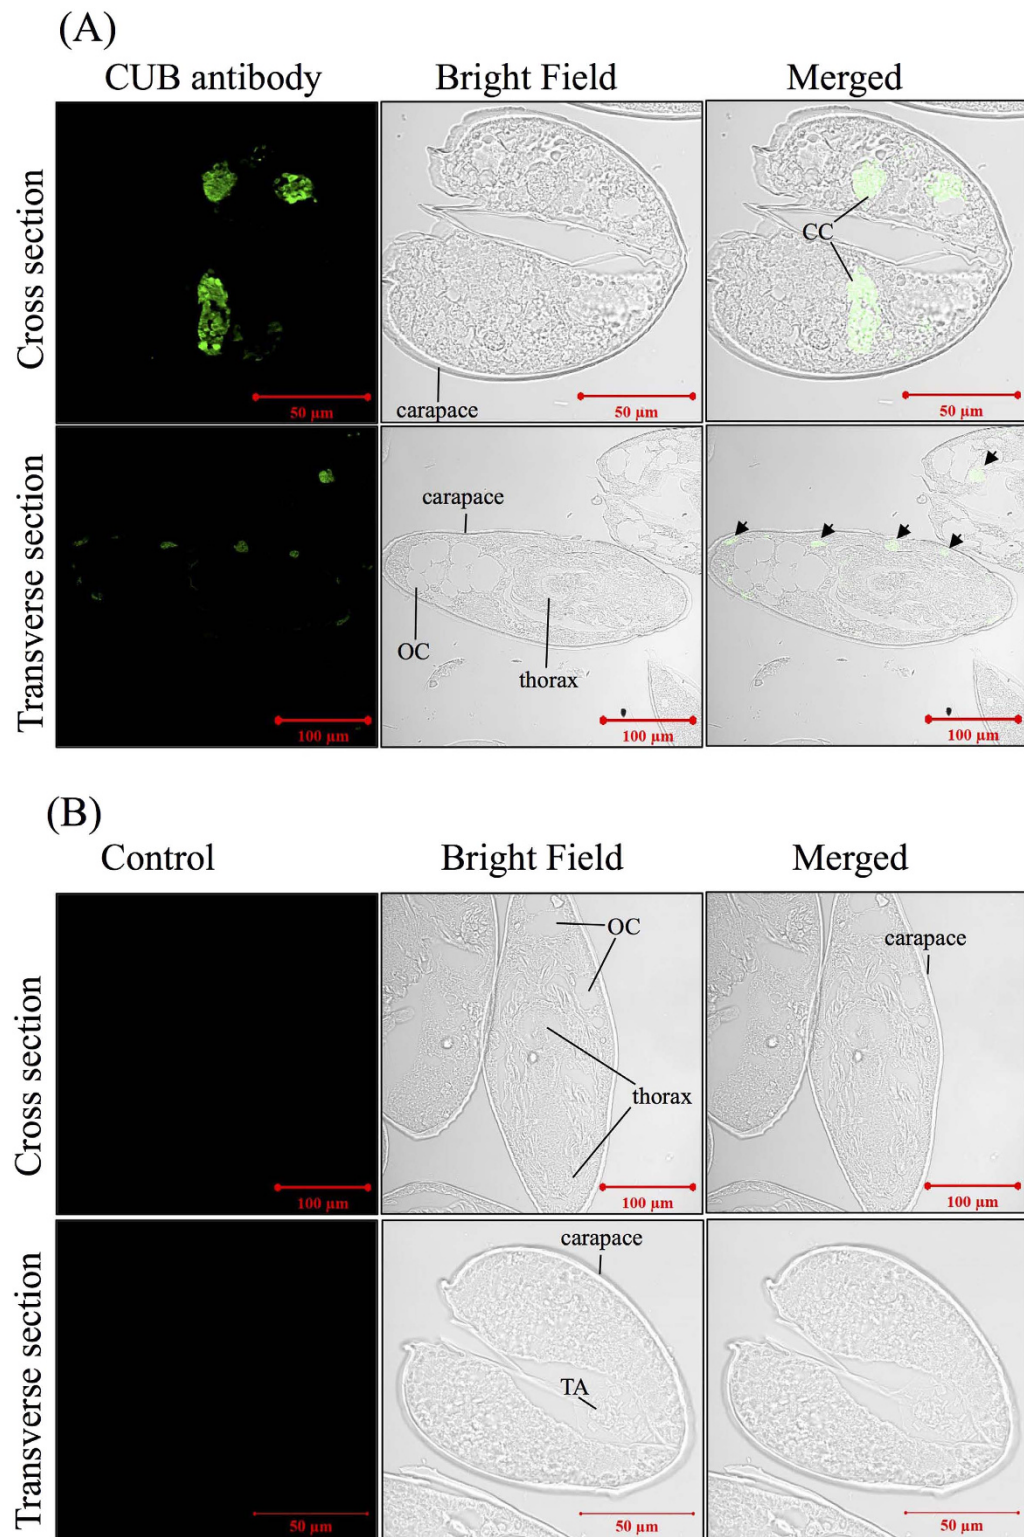 (A)
CUB antibody Bright Field Merged
Cross section
CC
carapace
50 µm 50 µm 50 µm
Transverse section
carapace
OC
thorax
100 µm 100 µm 100 µm
(B)
Control Bright Field Merged
Cross section
OC
carapace
thorax
100 µm 100 µm 100 µm
Transverse section
carapace
TA
50 µm 50 µm 50 µm